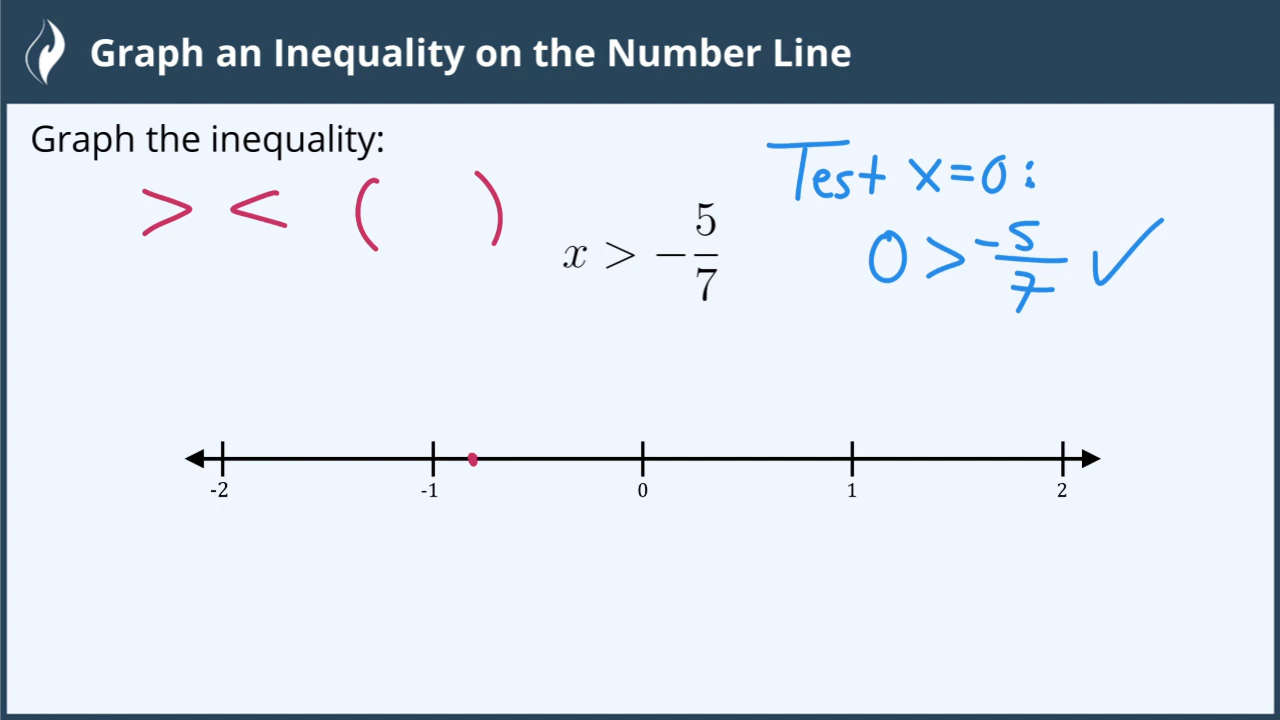 Graph an Inequality on the Number Line
Graph the inequality:
> < ( )
x > -5/7
Test x=0:
0 > -5/7 ✓
-2 -1 0 1 2